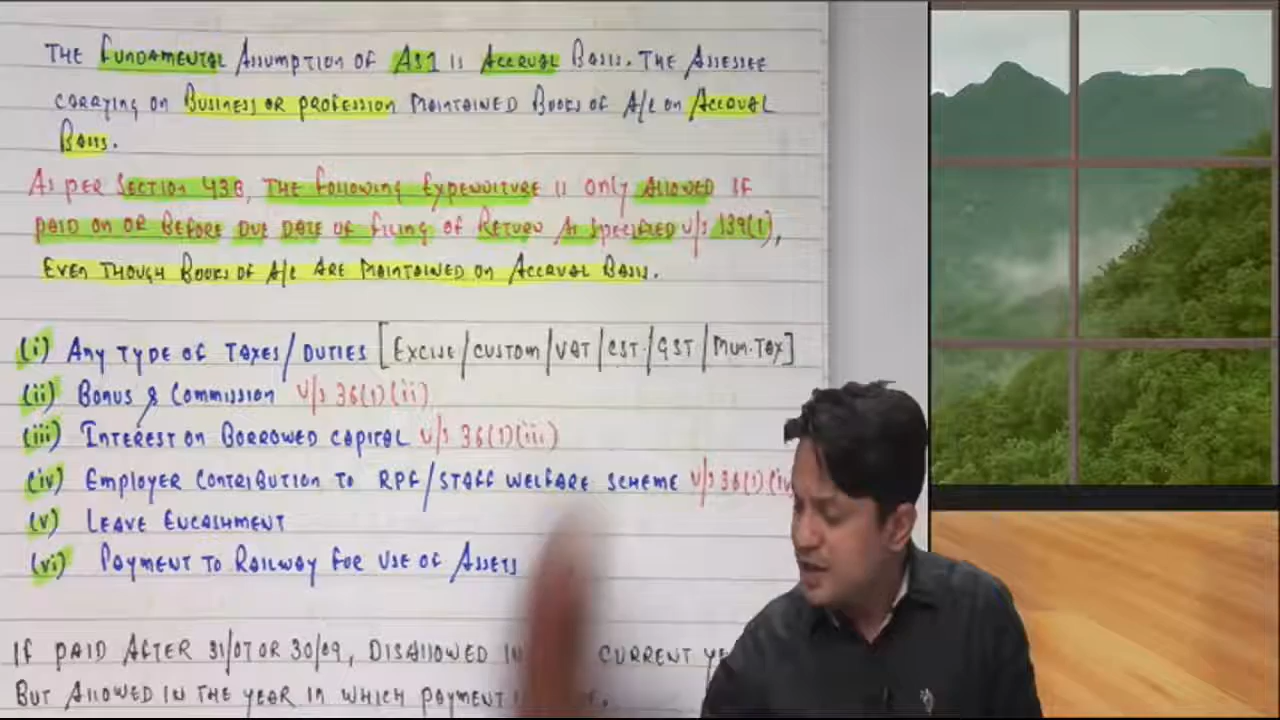 THE FUNDAMENTAL ASSUMPTION OF AS1 IS ACCRUAL BASIS. THE ASSESSEE
CARRYING ON BUSINESS OR PROFESSION MAINTAINED BOOKS OF A/C ON ACCRUAL
BASIS.
AS PER SECTION 43B, THE FOLLOWING EXPENDITURE IS ONLY ALLOWED IF
PAID ON OR BEFORE DUE DATE OF FILING OF RETURN AS SPECIFIED U/S 139(1),
EVEN THOUGH BOOKS OF A/C ARE MAINTAINED ON ACCRUAL BASIS.
(i) ANY TYPE OF TAXES/DUTIES [EXCISE/CUSTOM/VAT/CST/GST/MUN.TAX]
(ii) BONUS & COMMISSION U/S 36(1)(ii)
(iii) INTEREST ON BORROWED CAPITAL U/S 36(1)(iii)
(iv) EMPLOYER CONTRIBUTION TO RPF/STAFF WELFARE SCHEME U/S 36(1)(iv
(v) LEAVE ENCASHMENT
(vi) PAYMENT TO RAILWAY FOR USE OF ASSETS
IF PAID AFTER 31/07 OR 30/09, DISALLOWED CURRENT
BUT ALLOWED IN THE YEAR IN WHICH PAYMENT